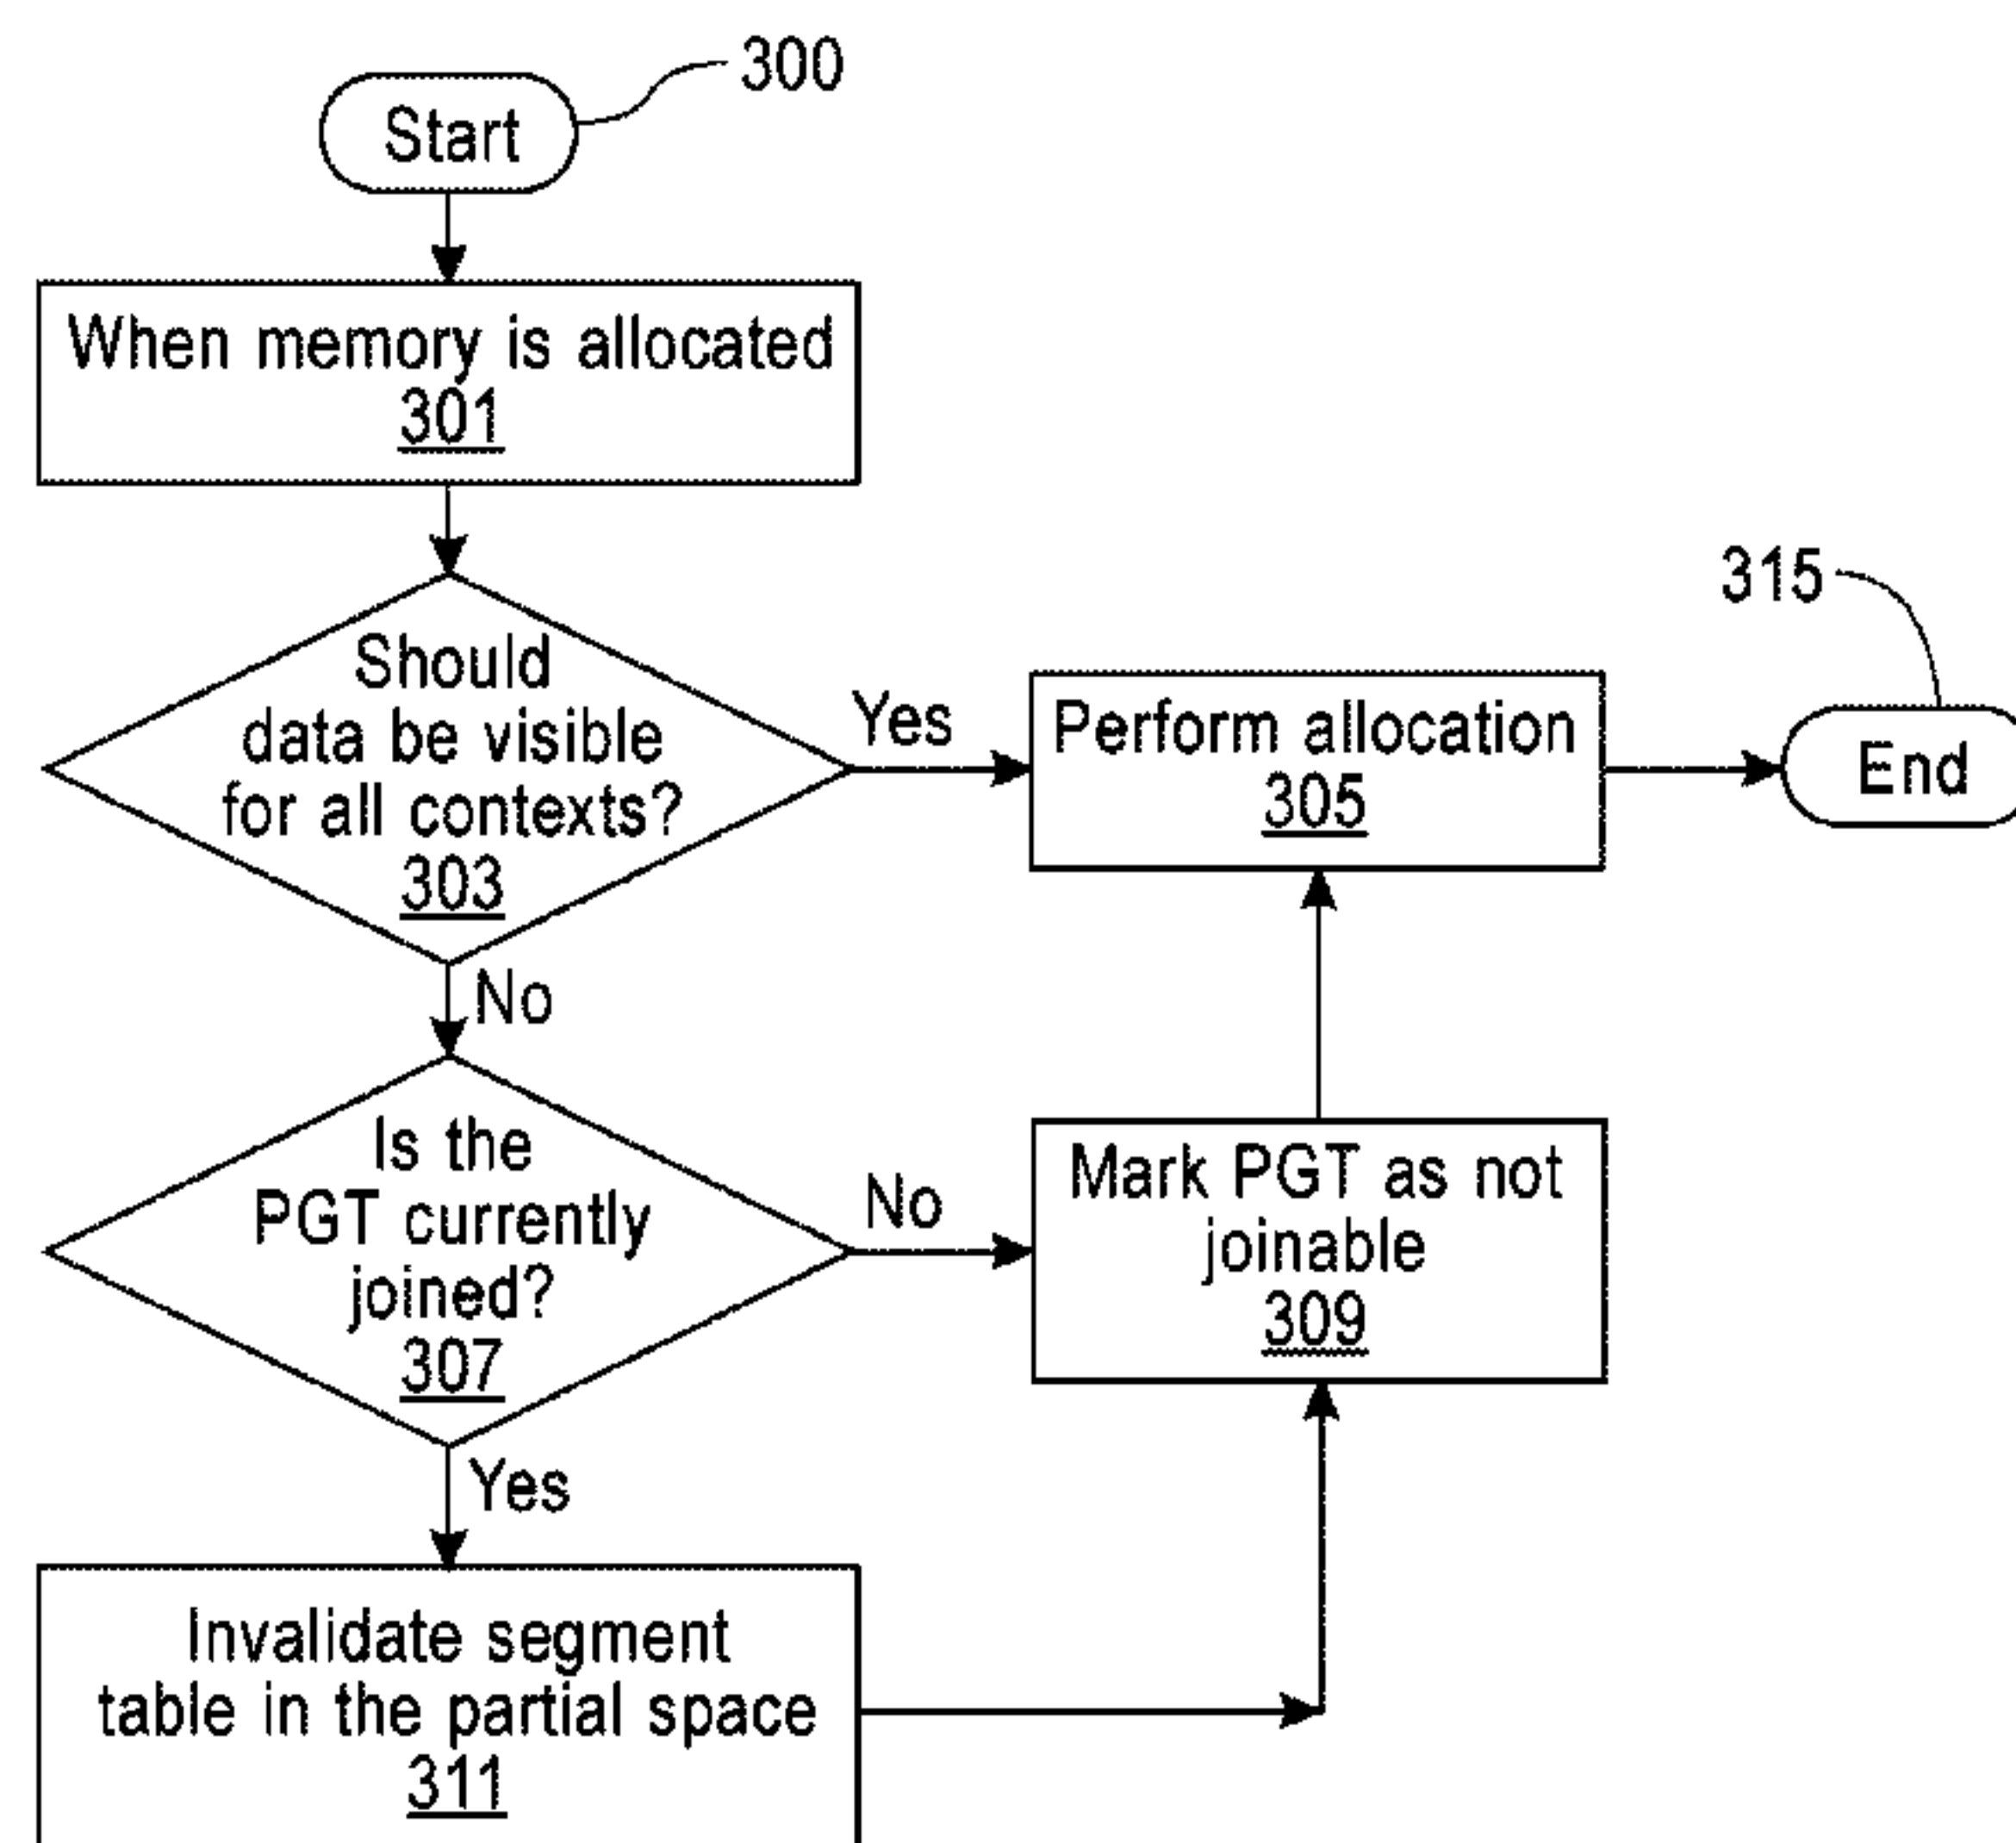 300
Start
When memory is allocated
301
Should
data be visible
for all contexts?
303
Yes
Perform allocation
305
315
End
No
Is the
PGT currently
joined?
307
No
Mark PGT as not
joinable
309
Yes
Invalidate segment
table in the partial space
311